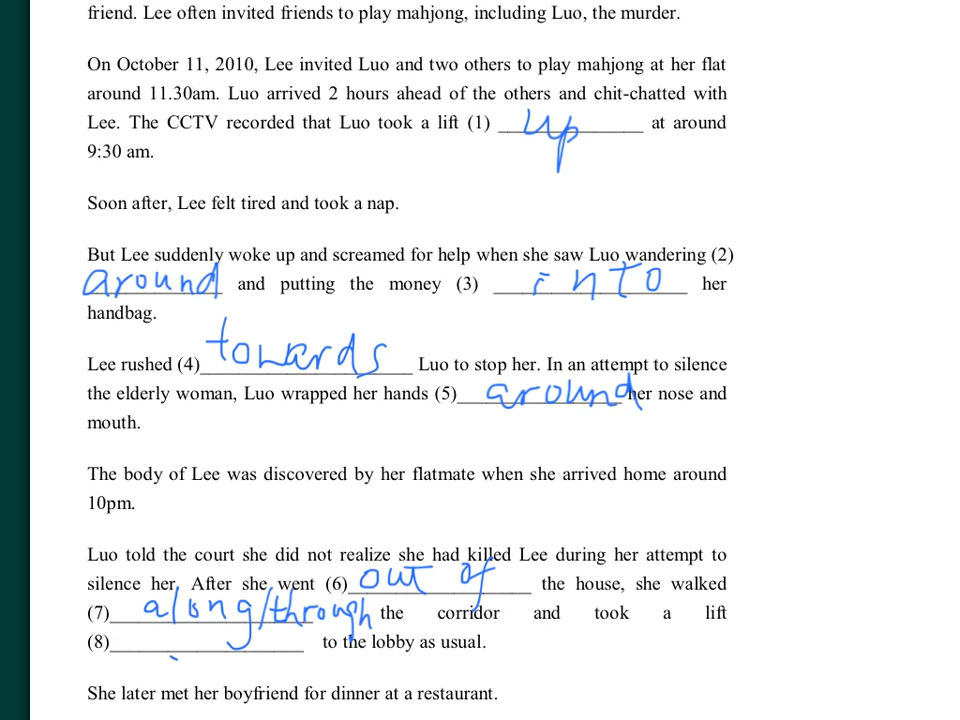 friend. Lee often invited friends to play mahjong, including Luo, the murder.
On October 11, 2010, Lee invited Luo and two others to play mahjong at her flat
around 11.30am. Luo arrived 2 hours ahead of the others and chit-chatted with
Lee. The CCTV recorded that Luo took a lift (1) up at around
9:30 am.
Soon after, Lee felt tired and took a nap.
But Lee suddenly woke up and screamed for help when she saw Luo wandering (2)
around and putting the money (3) into her
handbag.
Lee rushed (4) towards Luo to stop her. In an attempt to silence
the elderly woman, Luo wrapped her hands (5) around her nose and
mouth.
The body of Lee was discovered by her flatmate when she arrived home around
10pm.
Luo told the court she did not realize she had killed Lee during her attempt to
silence her. After she went (6) out of the house, she walked
(7) along/through the corridor and took a lift
(8) to the lobby as usual.
She later met her boyfriend for dinner at a restaurant.